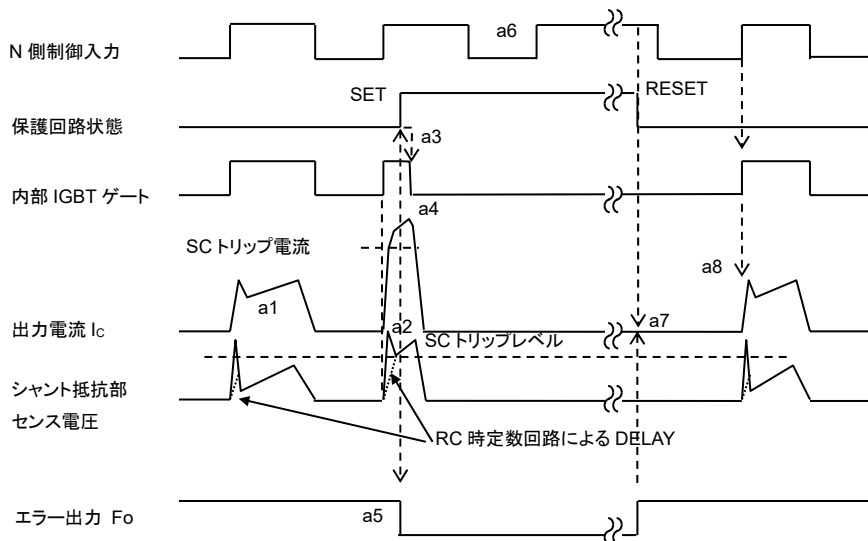 a6
N 側制御入力
SET
RESET
保護回路状態
a3
内部 IGBT ゲート
a4
SC トリップ電流
a8
a1
出力電流 Ic
a2
a7
SC トリップレベル
シャント抵抗部
センス電圧
RC 時定数回路による DELAY
a5
エラー出力 Fo